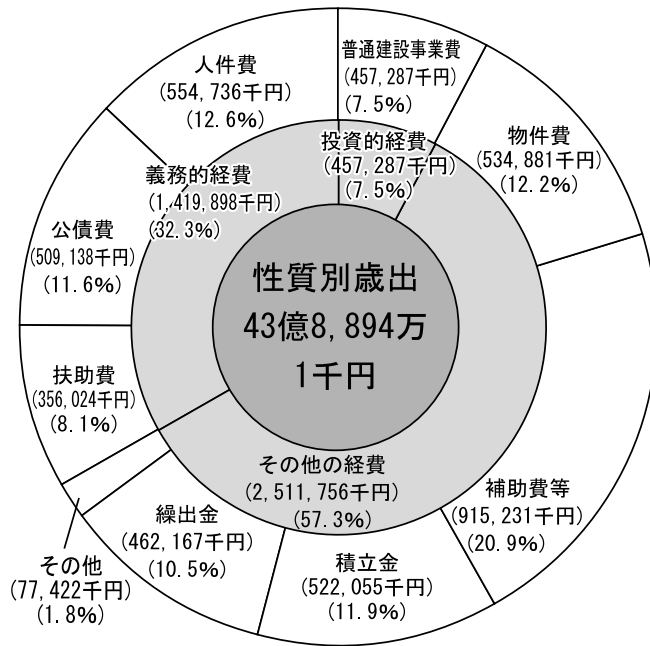 性質別歳出
43億8,894万
1千円
投資的経費
(457,287千円)
(7.5%)
義務的経費
(1,419,898千円)
(32.3%)
その他の経費
(2,511,756千円)
(57.3%)
普通建設事業費
(457,287千円)
(7.5%)
物件費
(534,881千円)
(12.2%)
補助費等
(915,231千円)
(20.9%)
積立金
(522,055千円)
(11.9%)
繰出金
(462,167千円)
(10.5%)
その他
(77,422千円)
(1.8%)
扶助費
(356,024千円)
(8.1%)
公債費
(509,138千円)
(11.6%)
人件費
(554,736千円)
(12.6%)